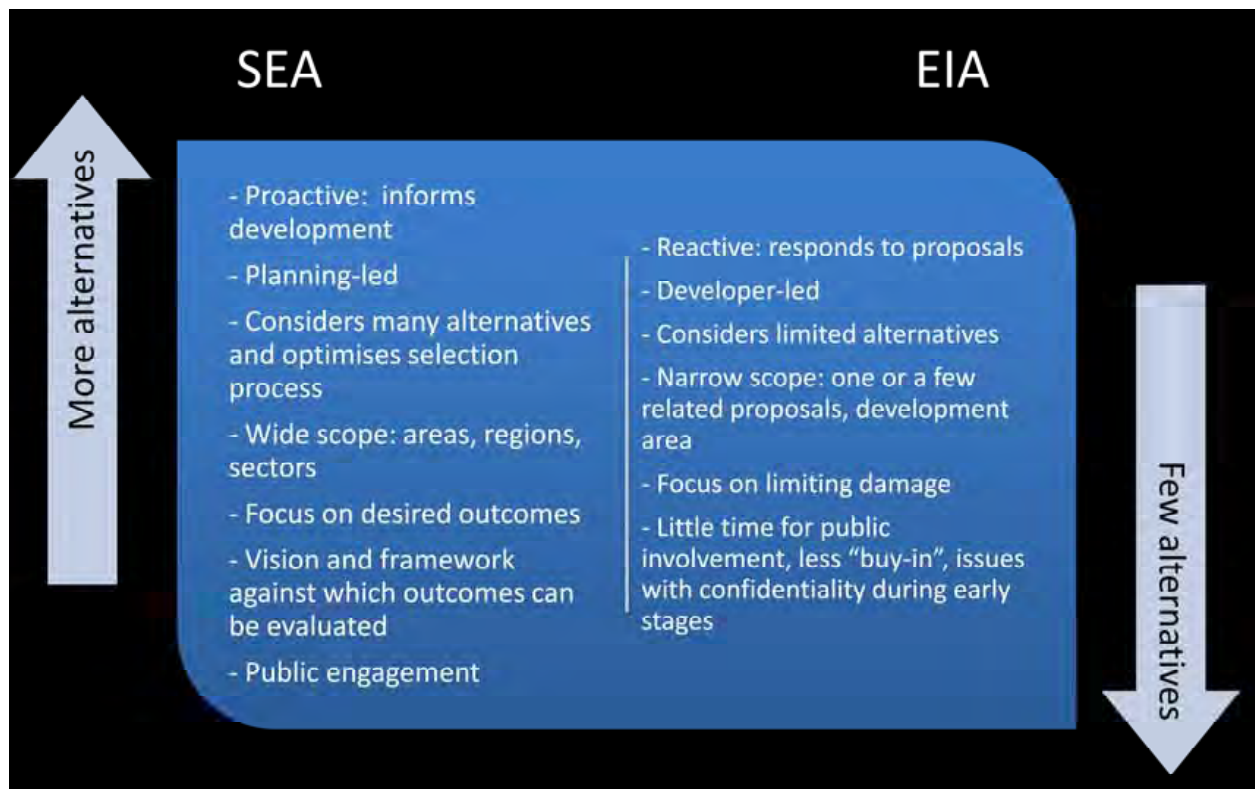 SEA
EIA
More alternatives
- Proactive:  informs
development
- Planning-led
- Considers many alternatives
and optimises selection
process
- Wide scope: areas, regions,
sectors
- Focus on desired outcomes
- Vision and framework
against which outcomes can
be evaluated
- Public engagement
- Reactive: responds to proposals
- Developer-led
- Considers limited alternatives
- Narrow scope: one or a few
related proposals, development
area
- Focus on limiting damage
- Little time for public
involvement, less “buy-in”, issues
with confidentiality during early
stages
Few alternatives